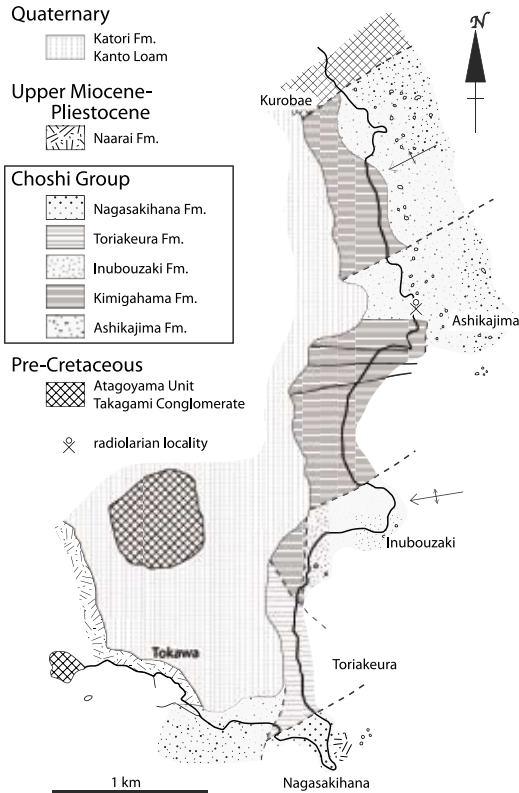 Quaternary
Katori Fm.
Kanto Loam
Upper Miocene-
Pliestocene
Naarai Fm.
Choshi Group
Nagasakihana Fm.
Toriakeura Fm.
Inubouzaki Fm.
Kimigahama Fm.
Ashikajima Fm.
Pre-Cretaceous
Atagoyama Unit
Takagami Conglomerate
radiolarian locality
N
Kurobae
Ashikajima
Inubouzaki
Tokawa
Toriakeura
1 km
Nagasakihana